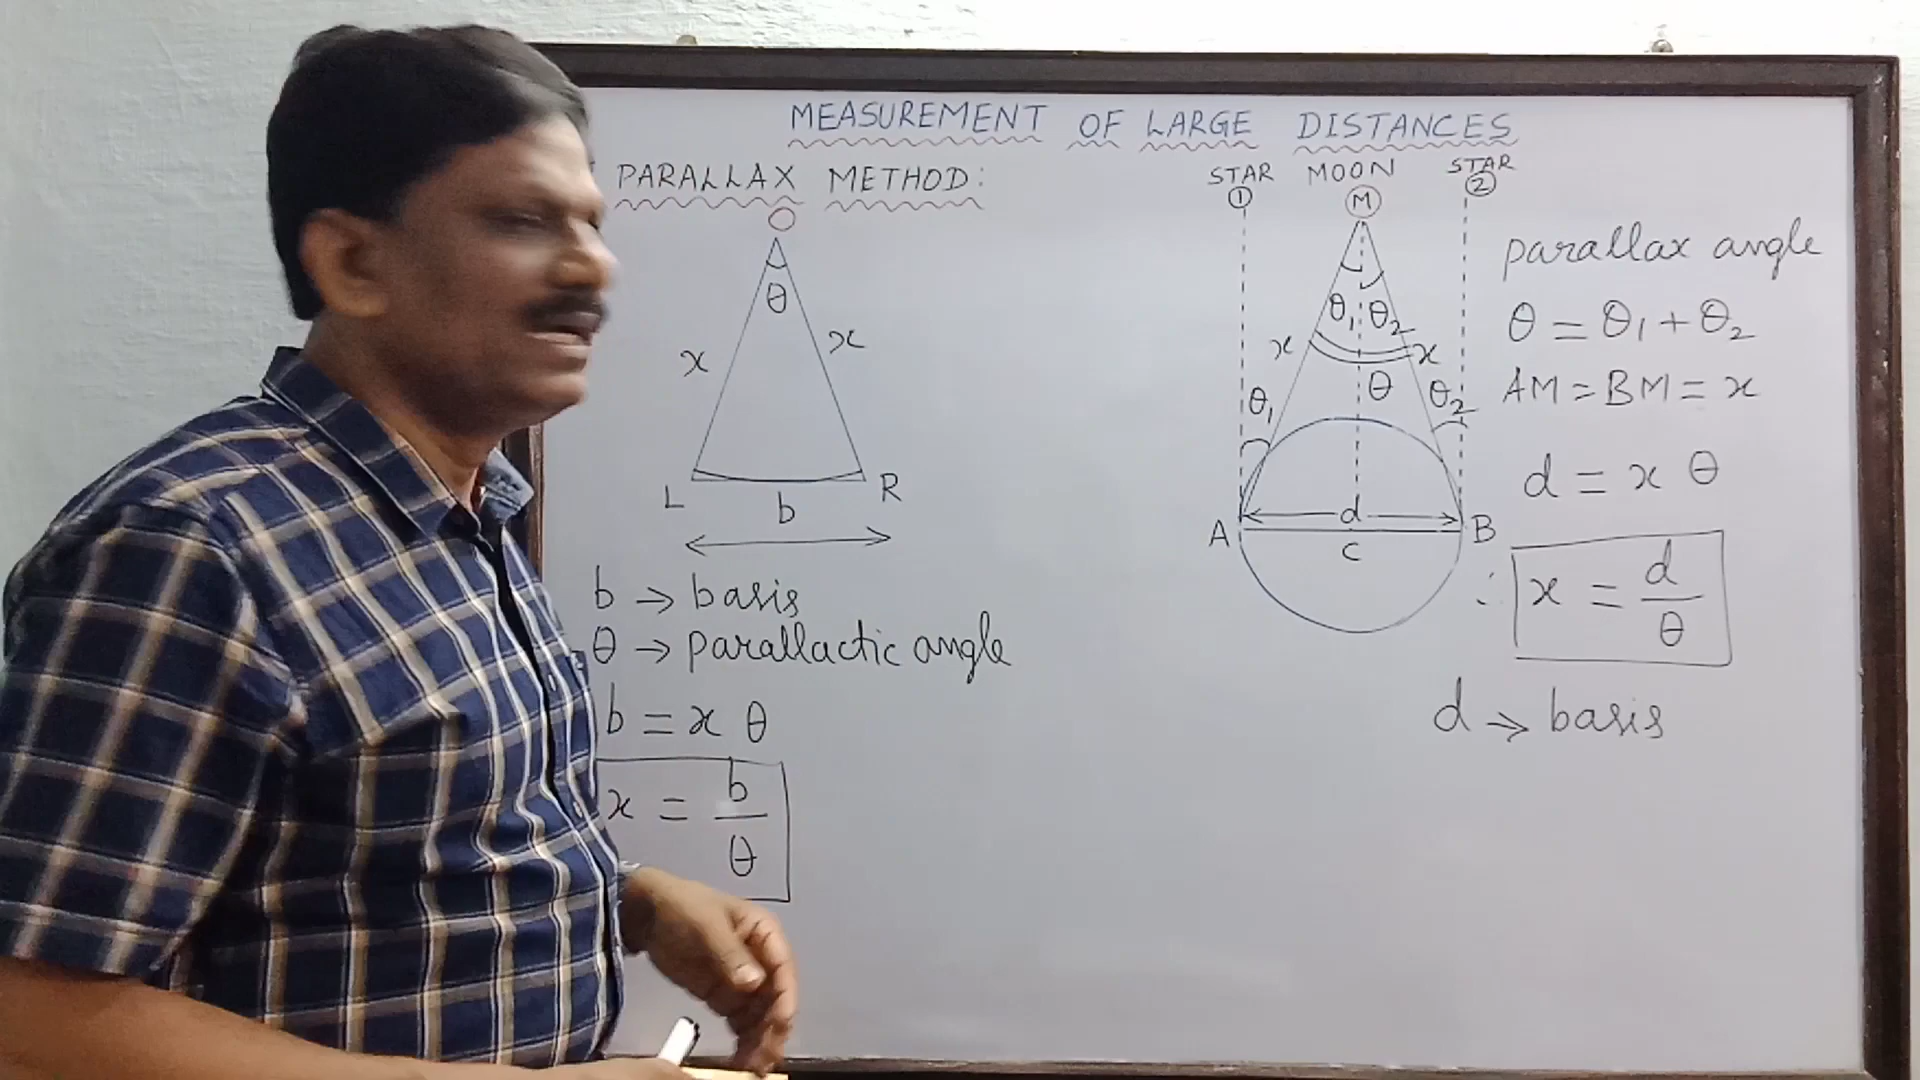 MEASUREMENT OF LARGE DISTANCES
PARALLAX METHOD:
O
θ
x
x
L
R
b
b → basis
θ → parallactic angle
b = x θ
x = b/θ
STAR
1
MOON
M
STAR
2
θ1 θ2
x
x
θ
θ1
θ2
d
A
B
C
parallax angle
θ = θ1 + θ2
AM = BM = x
d = x θ
∴ x = d/θ
d → basis